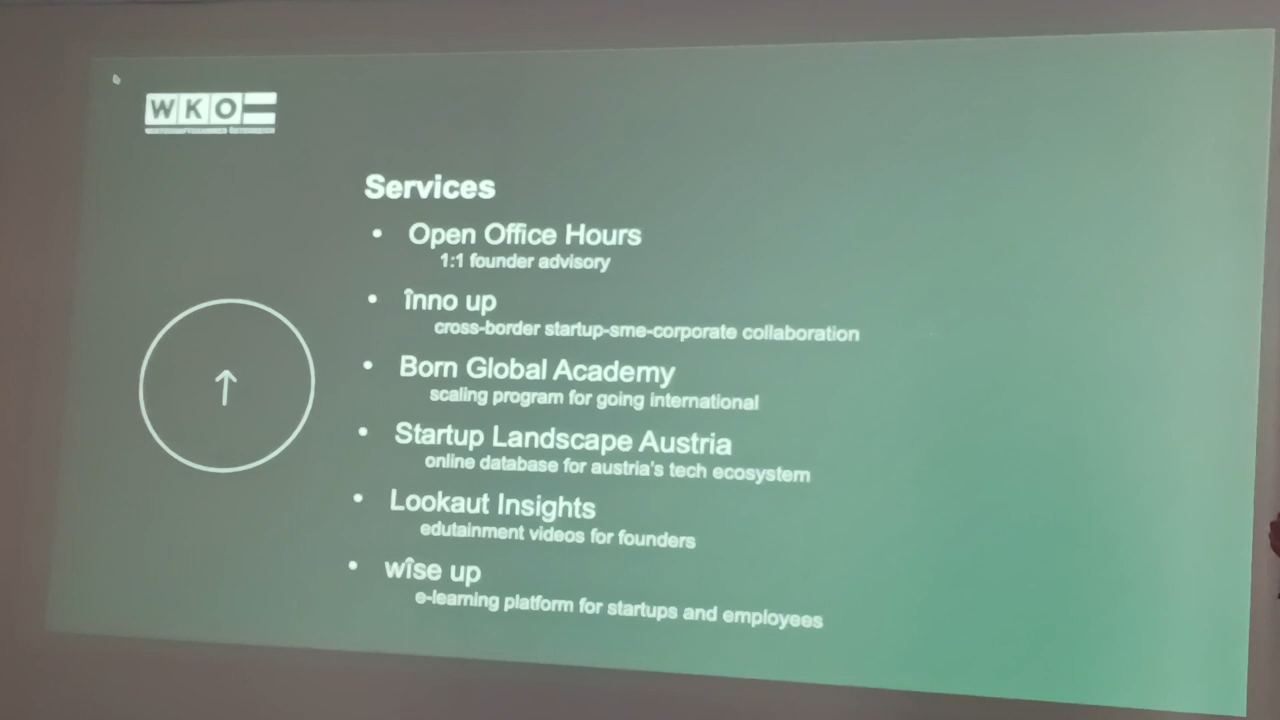 WKO
Services
• Open Office Hours
1:1 founder advisory
• înno up
cross-border startup-sme-corporate collaboration
• Born Global Academy
scaling program for going international
• Startup Landscape Austria
online database for austria's tech ecosystem
• Lookaut Insights
edutainment videos for founders
• wîse up
e-learning platform for startups and employees